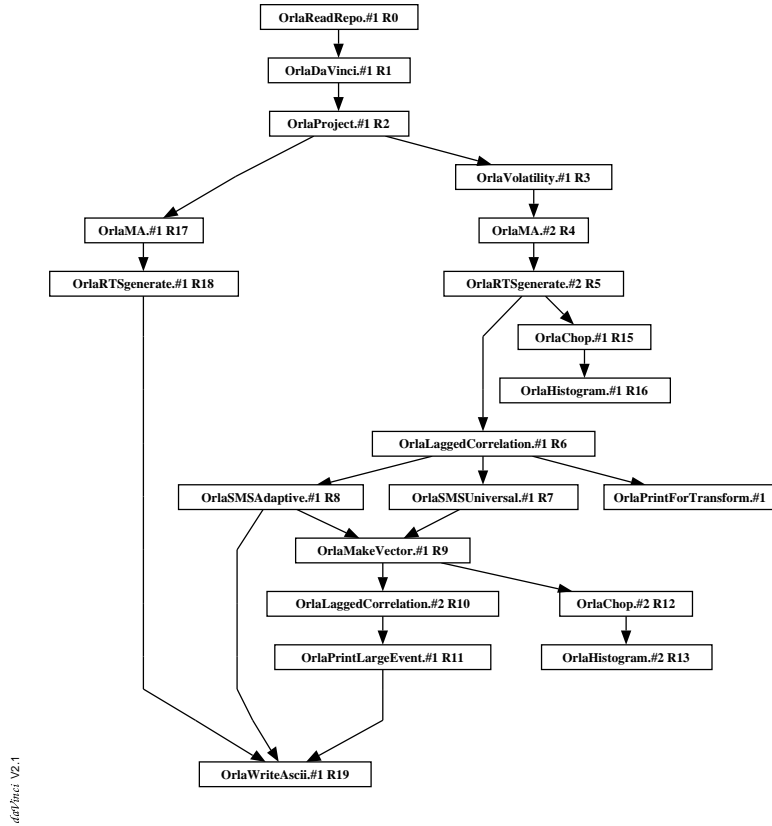 OrlaReadRepo.#1 R0
OrlaDaVinci.#1 R1
OrlaProject.#1 R2
OrlaVolatility.#1 R3
OrlaMA.#1 R17
OrlaMA.#2 R4
OrlaRTSgenerate.#1 R18
OrlaRTSgenerate.#2 R5
OrlaChop.#1 R15
OrlaHistogram.#1 R16
OrlaLaggedCorrelation.#1 R6
OrlaSMSAdaptive.#1 R8
OrlaSMSUniversal.#1 R7
OrlaPrintForTransform.#1
OrlaMakeVector.#1 R9
OrlaLaggedCorrelation.#2 R10
OrlaChop.#2 R12
OrlaPrintLargeEvent.#1 R11
OrlaHistogram.#2 R13
OrlaWriteAscii.#1 R19
daVinci V2.1